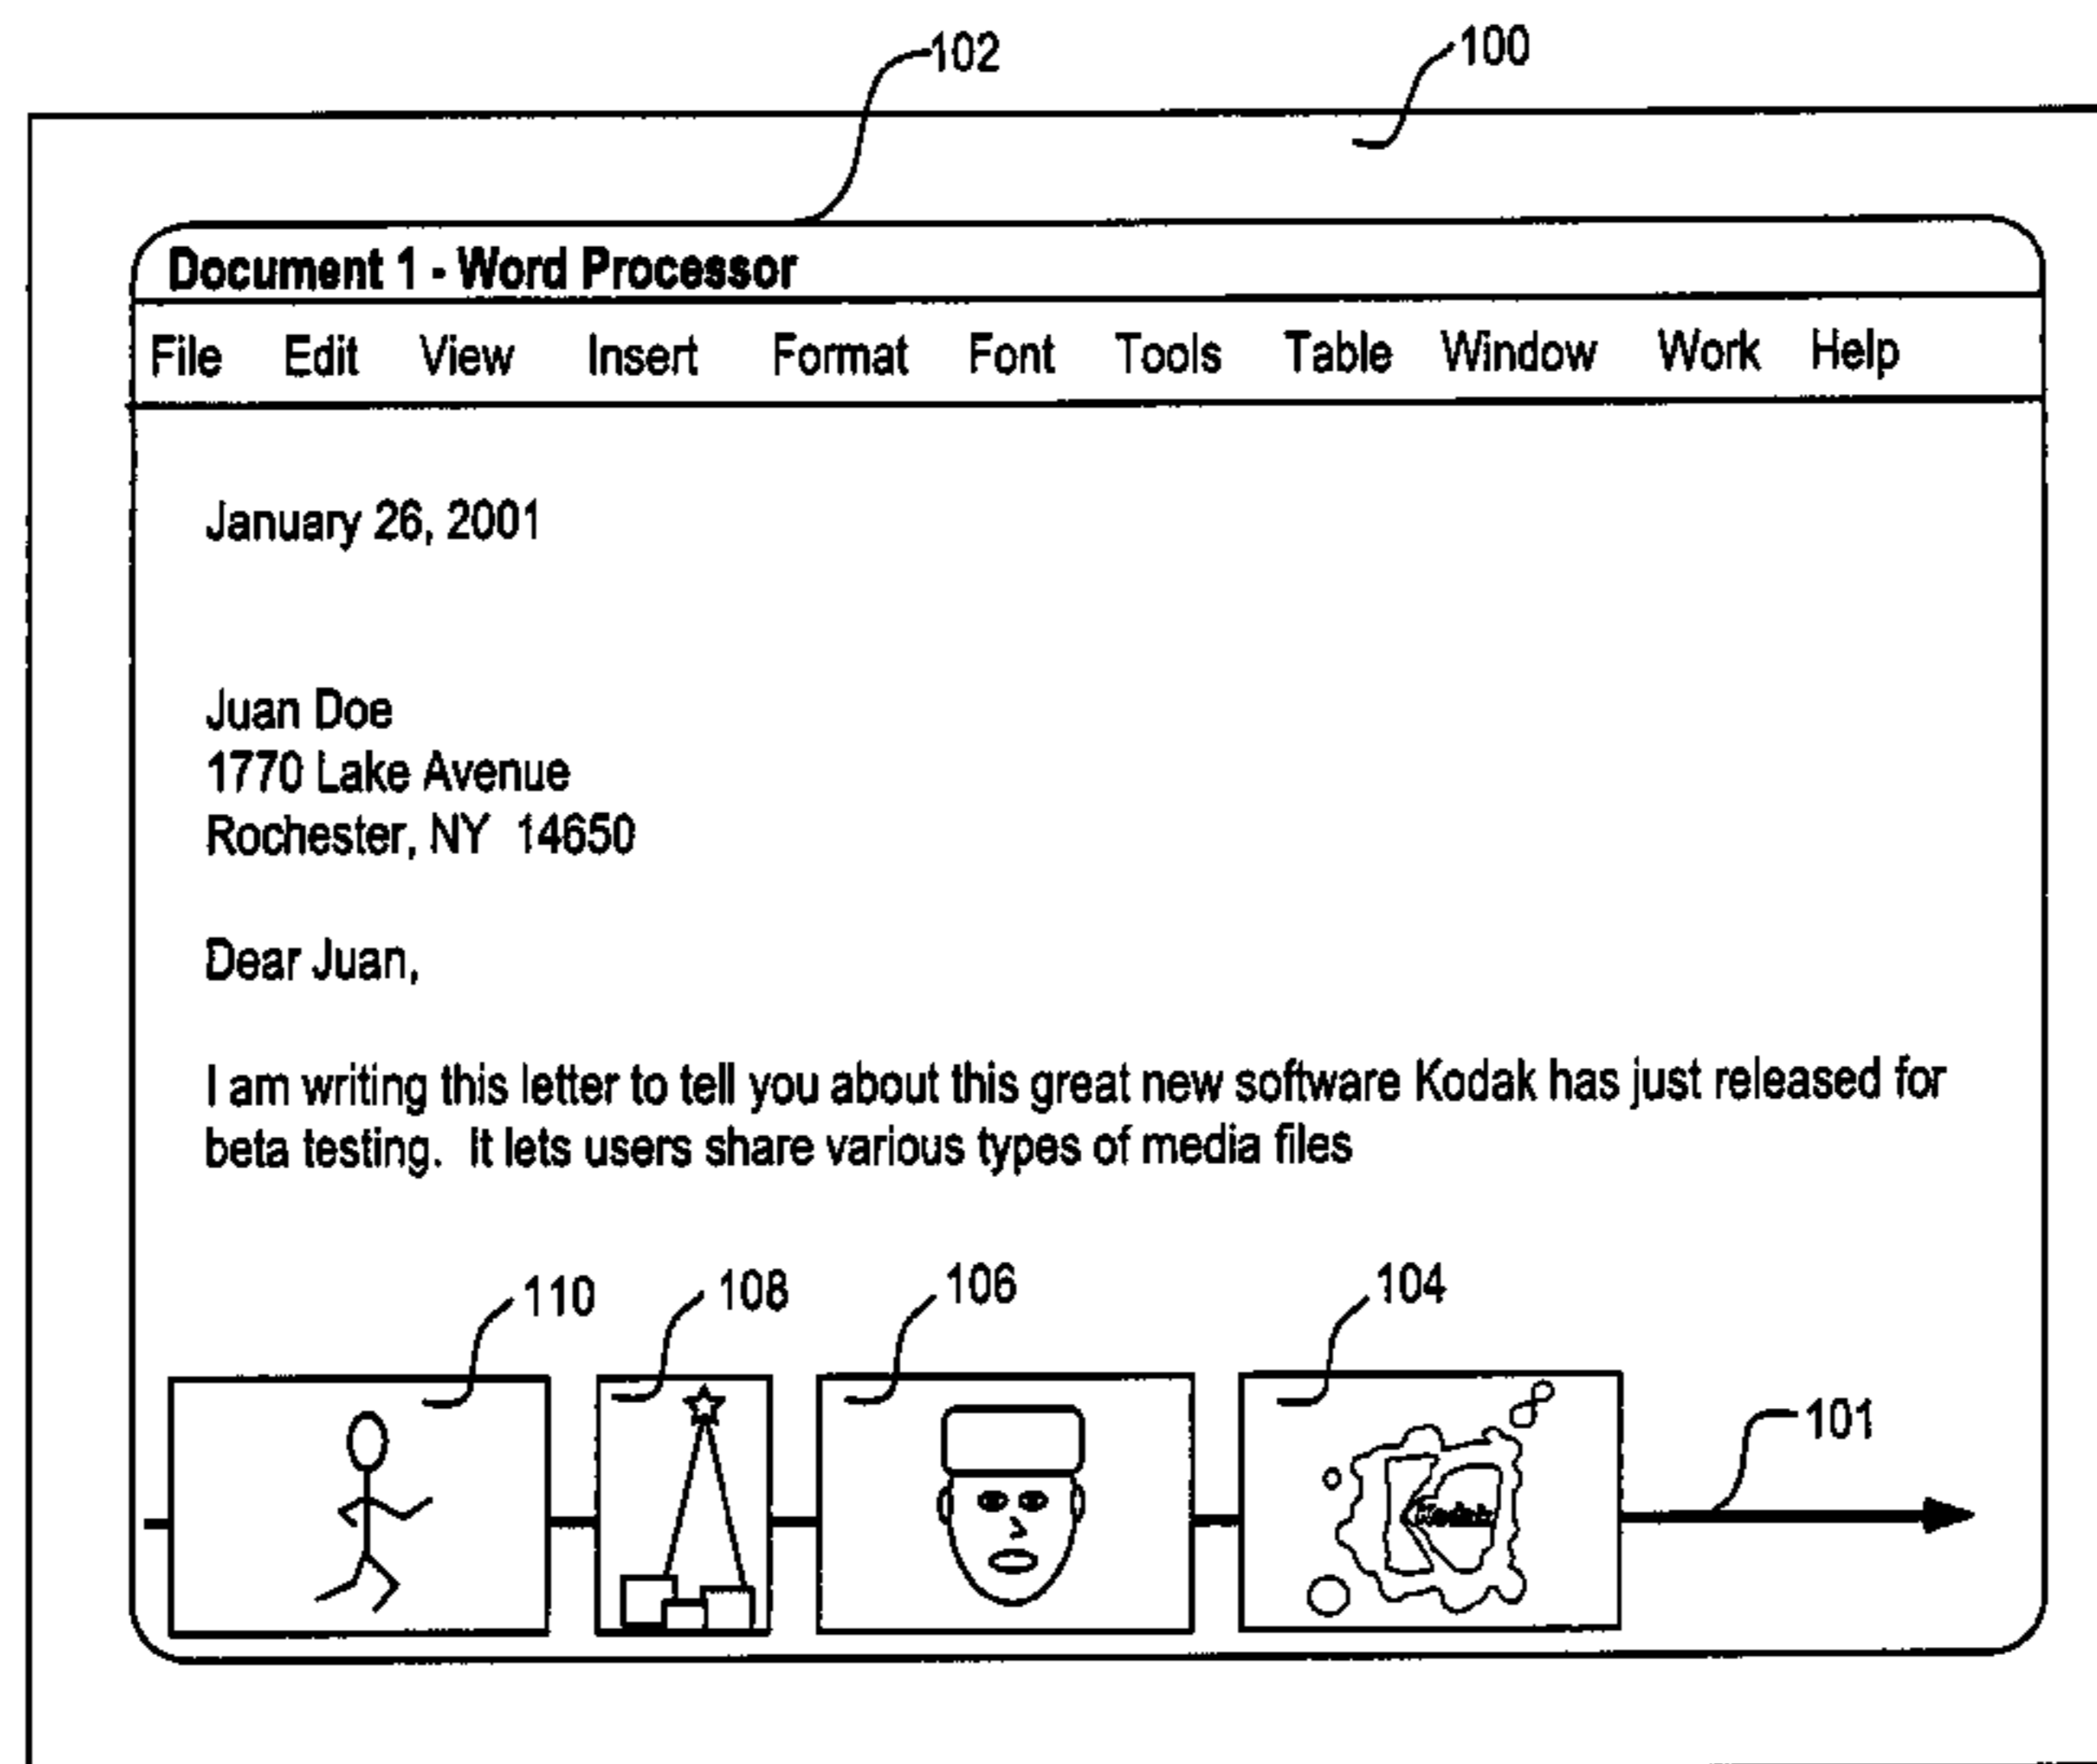 102
100
Document 1 - Word Processor
File Edit View Insert Format Font Tools Table Window Work Help
January 26, 2001
Juan Doe
1770 Lake Avenue
Rochester, NY 14650
Dear Juan,
I am writing this letter to tell you about this great new software Kodak has just released for
beta testing. It lets users share various types of media files
110
108
106
104
101
Kodak